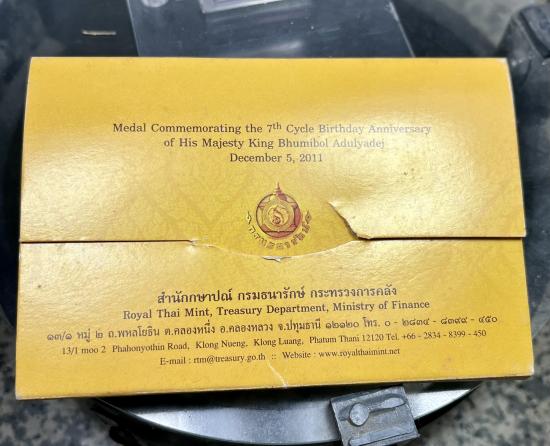 Medal Commemorating the 7th Cycle Birthday Anniversary
of His Majesty King Bhumibol Adulyadej
December 5, 2011
สำนักกษาปณ์ กรมธนารักษ์ กระทรวงการคลัง
Royal Thai Mint, Treasury Department, Ministry of Finance
๑๓/๑ หมู่ ๒ ถ.พหลโยธิน ต.คลองหนึ่ง อ.คลองหลวง จ.ปทุมธานี ๑๒๑๒๐ โทร. ๐ - ๒๘๓๔ - ๘๓๙๙ - ๔๕๐
13/1 moo 2 Phahonyothin Road, Klong Nueng, Klong Luang, Phatum Thani 12120 Tel. +66 - 2834 - 8399 - 450
E-mail : rtm@treasury.go.th :: Website : www.royalthaimint.net